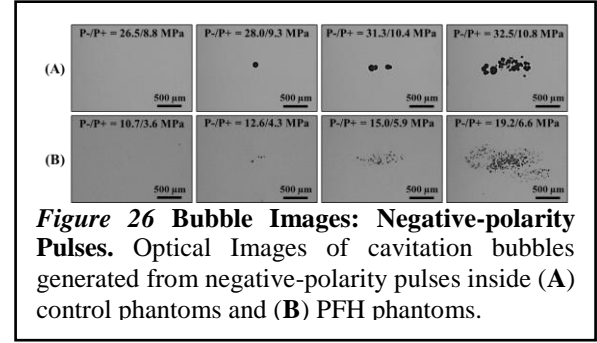 P-/P+ = 26.5/8.8 MPa P-/P+ = 28.0/9.3 MPa P-/P+ = 31.3/10.4 MPa P-/P+ = 32.5/10.8 MPa
(A)
500 μm 500 μm 500 μm 500 μm
P-/P+ = 10.7/3.6 MPa P-/P+ = 12.6/4.3 MPa P-/P+ = 15.0/5.9 MPa P-/P+ = 19.2/6.6 MPa
(B)
500 μm 500 μm 500 μm 500 μm
Figure 26 Bubble Images: Negative-polarity
Pulses. Optical Images of cavitation bubbles
generated from negative-polarity pulses inside (A)
control phantoms and (B) PFH phantoms.